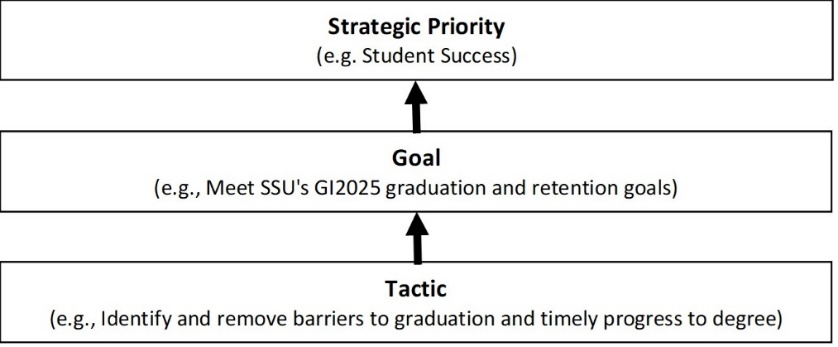 Strategic Priority
(e.g. Student Success)
Goal
(e.g., Meet SSU's GI2025 graduation and retention goals)
Tactic
(e.g., Identify and remove barriers to graduation and timely progress to degree)